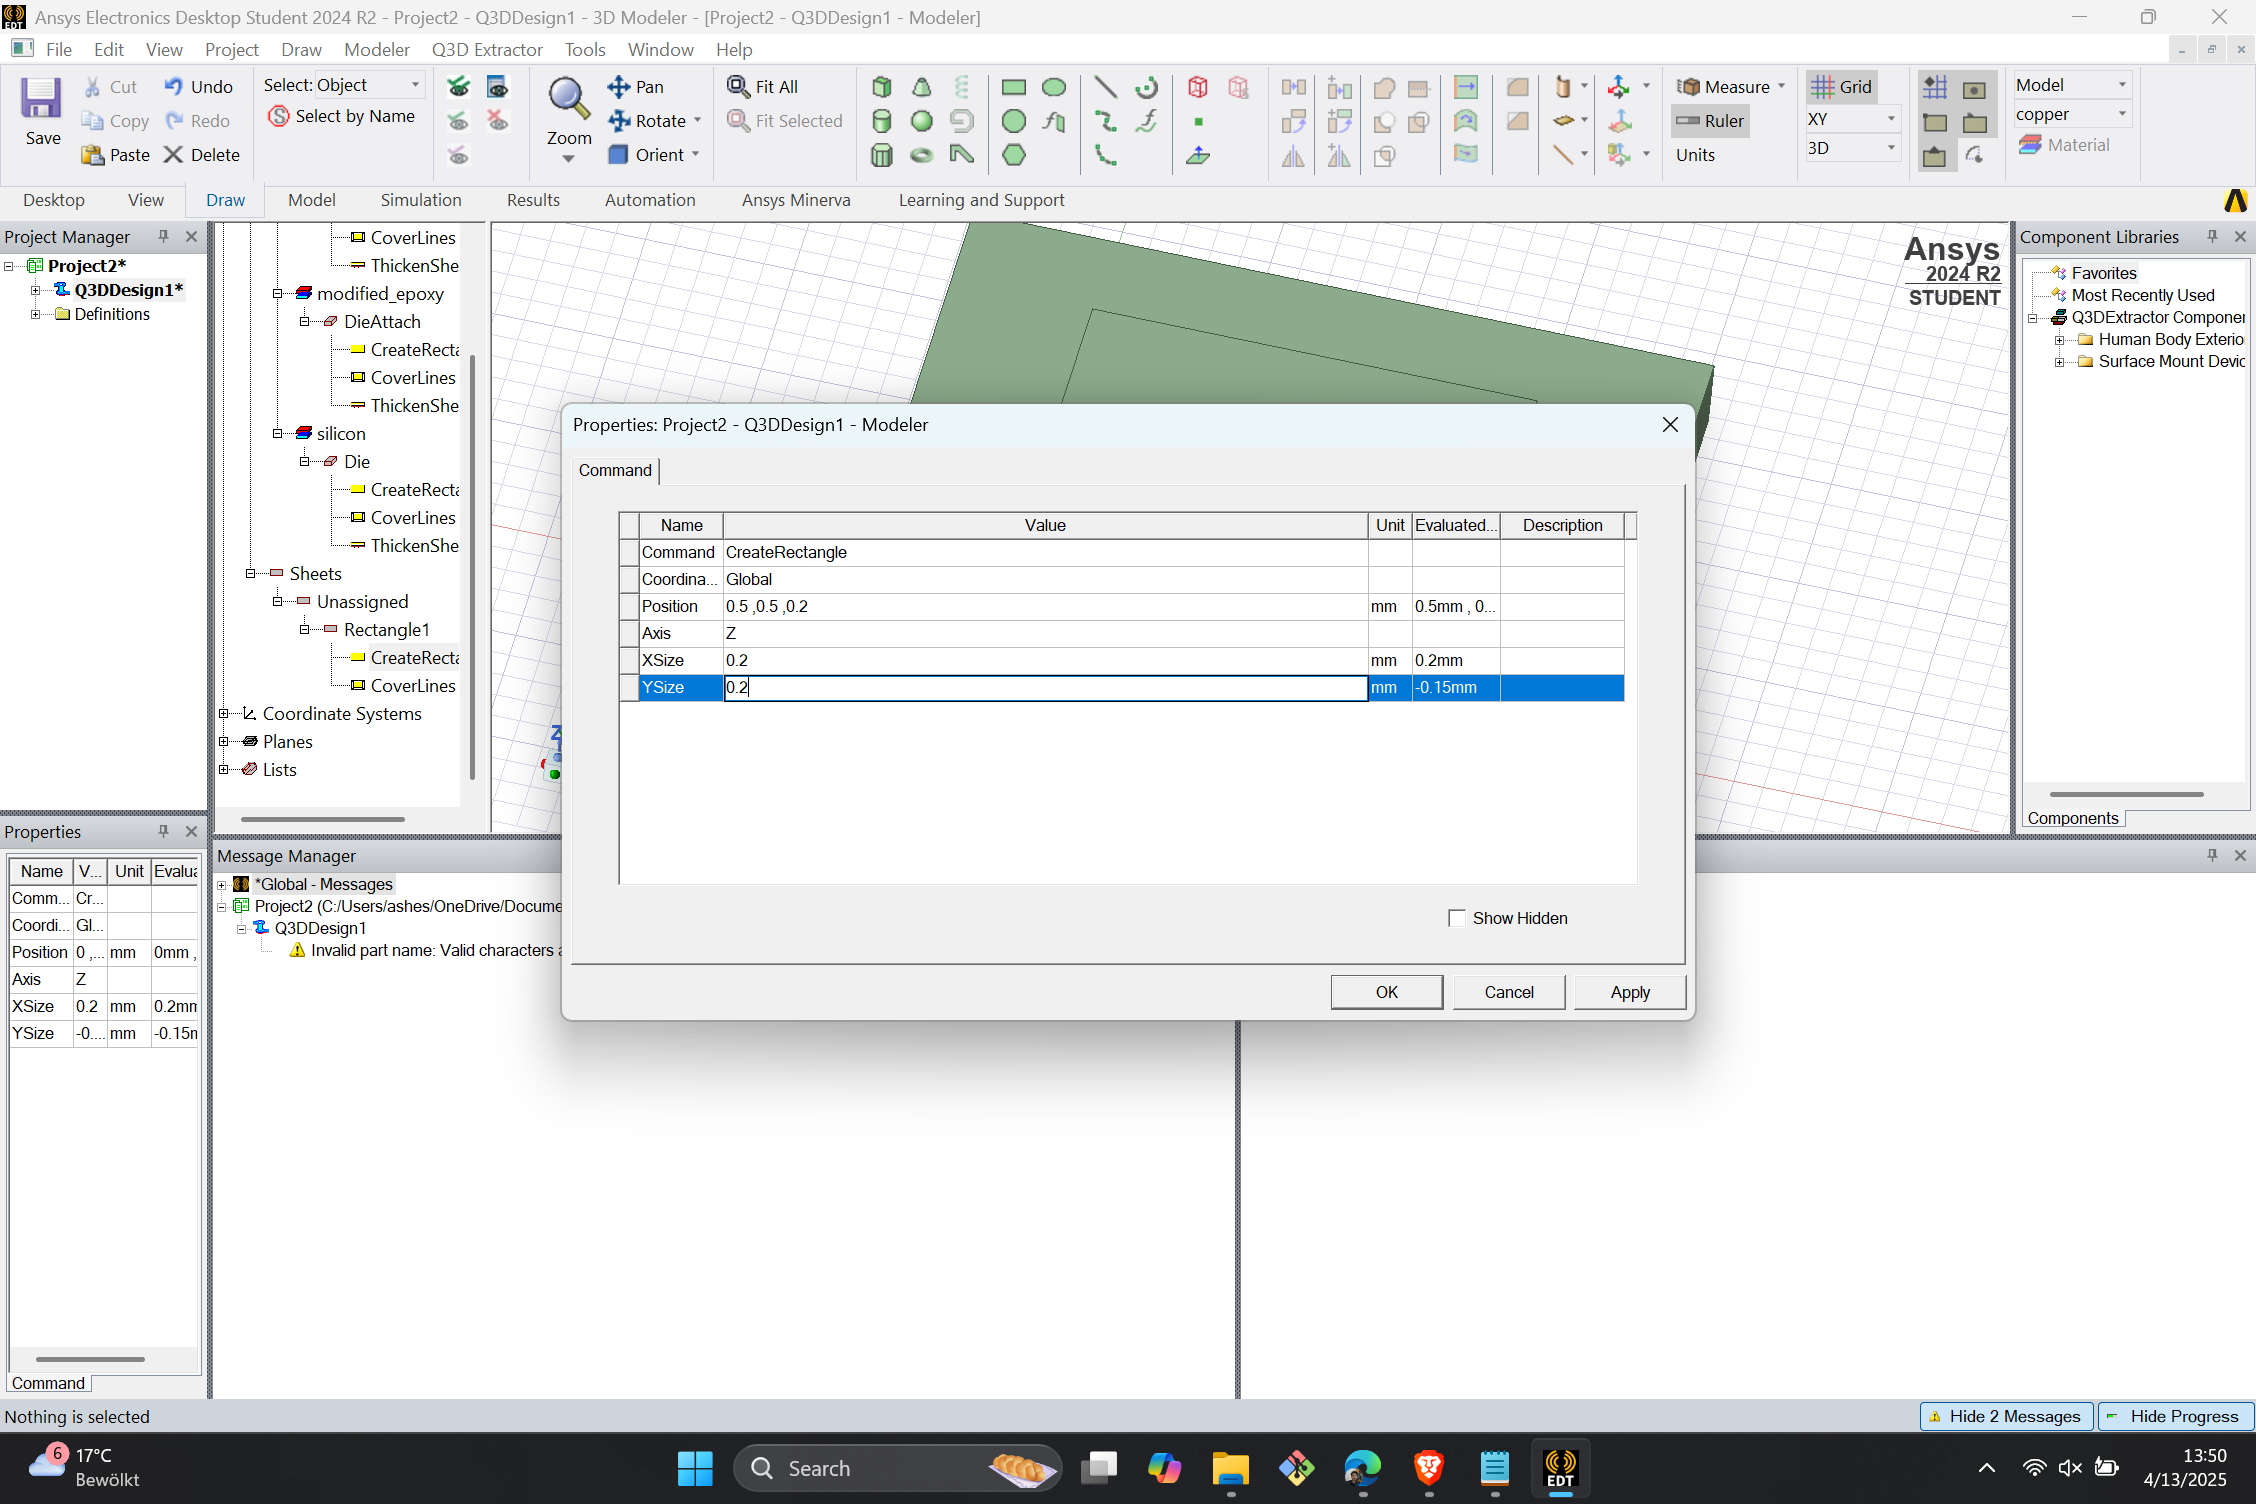 Ansys Electronics Desktop Student 2024 R2 - Project2 - Q3DDesign1 - 3D Modeler - [Project2 - Q3DDesign1 - Modeler]
File Edit View Project Draw Modeler Q3D Extractor Tools Window Help
Save
Cut
Copy
Paste
Undo
Redo
Delete
Select: Object
Select by Name
Zoom
Pan
Rotate
Orient
Fit All
Fit Selected
Measure
Ruler
Units
Grid
XY
3D
Model
copper
Material
Desktop View Draw Model Simulation Results Automation Ansys Minerva Learning and Support
Project Manager
Project2*
Q3DDesign1*
Definitions
CoverLines
ThickenShe
modified_epoxy
DieAttach
CreateRecta
CoverLines
ThickenShe
silicon
Die
CreateRecta
CoverLines
ThickenShe
Sheets
Unassigned
Rectangle1
CreateRecta
CoverLines
Coordinate Systems
Planes
Lists
Ansys
2024 R2
STUDENT
Component Libraries
Favorites
Most Recently Used
Q3DExtractor Componer
Human Body Exterio
Surface Mount Devic
Components
Properties: Project2 - Q3DDesign1 - Modeler
Command
Name Value Unit Evaluated... Description
Command CreateRectangle
Coordina... Global
Position 0.5 ,0.5 ,0.2 mm 0.5mm , 0...
Axis Z
XSize 0.2 mm 0.2mm
YSize 0.2 mm -0.15mm
Show Hidden
OK Cancel Apply
Properties
Name V... Unit Evalua
Comm... Cr...
Coordi... Gl...
Position 0 ,... mm 0mm ,
Axis Z
XSize 0.2 mm 0.2mm
YSize -0.... mm -0.15m
Command
Message Manager
*Global - Messages
Project2 (C:/Users/ashes/OneDrive/Docume
Q3DDesign1
Invalid part name: Valid characters a
Nothing is selected
Hide 2 Messages
Hide Progress
6
17°C
Bewölkt
Search
EDT
13:50
4/13/2025